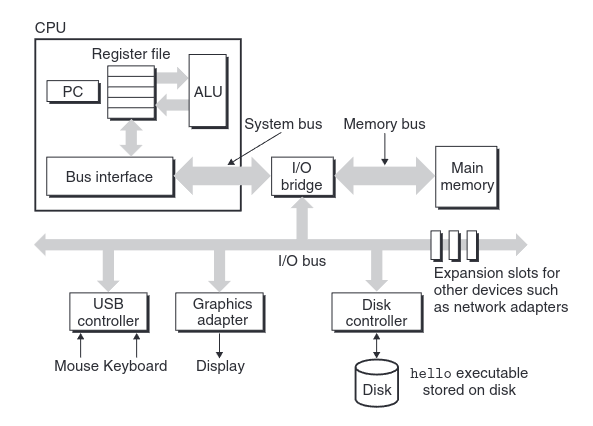 CPU
Register file
PC
ALU
System bus
Memory bus
Bus interface
I/O
bridge
Main
memory
I/O bus
Expansion slots for
other devices such
as network adapters
USB
controller
Graphics
adapter
Disk
controller
Mouse Keyboard
Display
Disk
hello executable
stored on disk